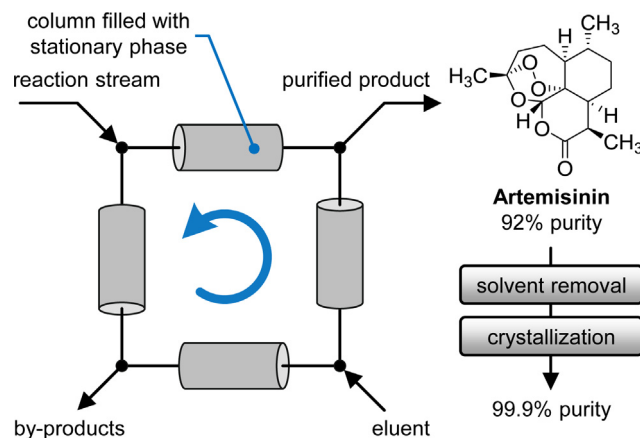 column filled with
stationary phase
reaction stream
purified product
by-products
eluent
CH₃
H
H₃C
O
O
O
O
H
H
O
CH₃
Artemisinin
92% purity
solvent removal
crystallization
99.9% purity